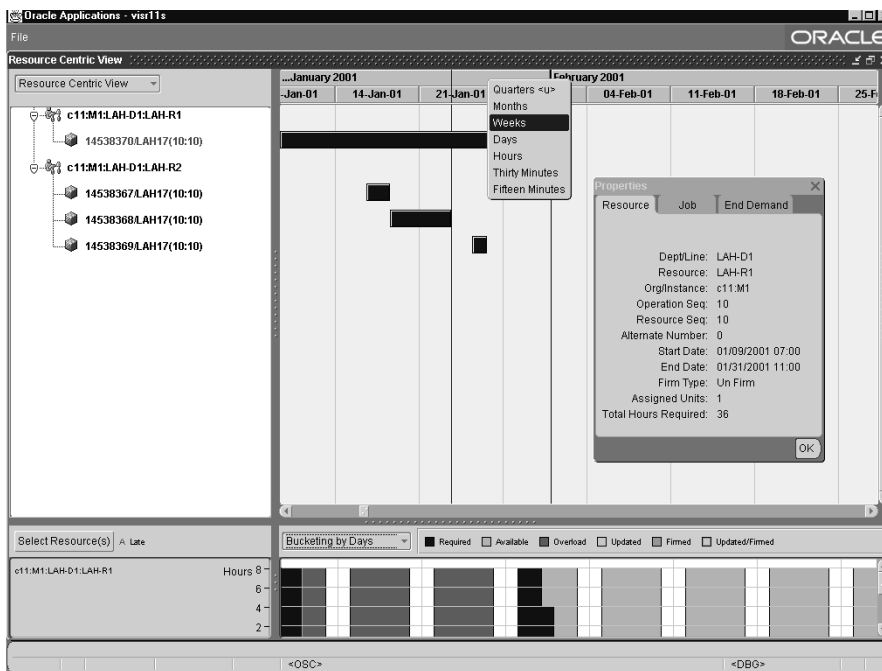 Oracle Applications - visr11s
File
ORACLE
Resource Centric View
Resource Centric View
...January 2001
February 2001
-Jan-01 14-Jan-01 21-Jan-01 04-Feb-01 11-Feb-01 18-Feb-01 25-F
Quarters <u>
Months
Weeks
Days
Hours
Thirty Minutes
Fifteen Minutes
c11:M1:LAH-D1:LAH-R1
14538370/LAH17(10:10)
c11:M1:LAH-D1:LAH-R2
14538367/LAH17(10:10)
14538368/LAH17(10:10)
14538369/LAH17(10:10)
Properties
Resource Job End Demand
Dept/Line: LAH-D1
Resource: LAH-R1
Org/Instance: c11:M1
Operation Seq: 10
Resource Seq: 10
Alternate Number: 0
Start Date: 01/09/2001 07:00
End Date: 01/31/2001 11:00
Firm Type: Un Firm
Assigned Units: 1
Total Hours Required: 36
OK
Select Resource(s) A Late
Bucketing by Days
Required Available Overload Updated Firmed Updated/Firmed
c11:M1:LAH-D1:LAH-R1
Hours 8
6
4
2
<OSC> <DBG>